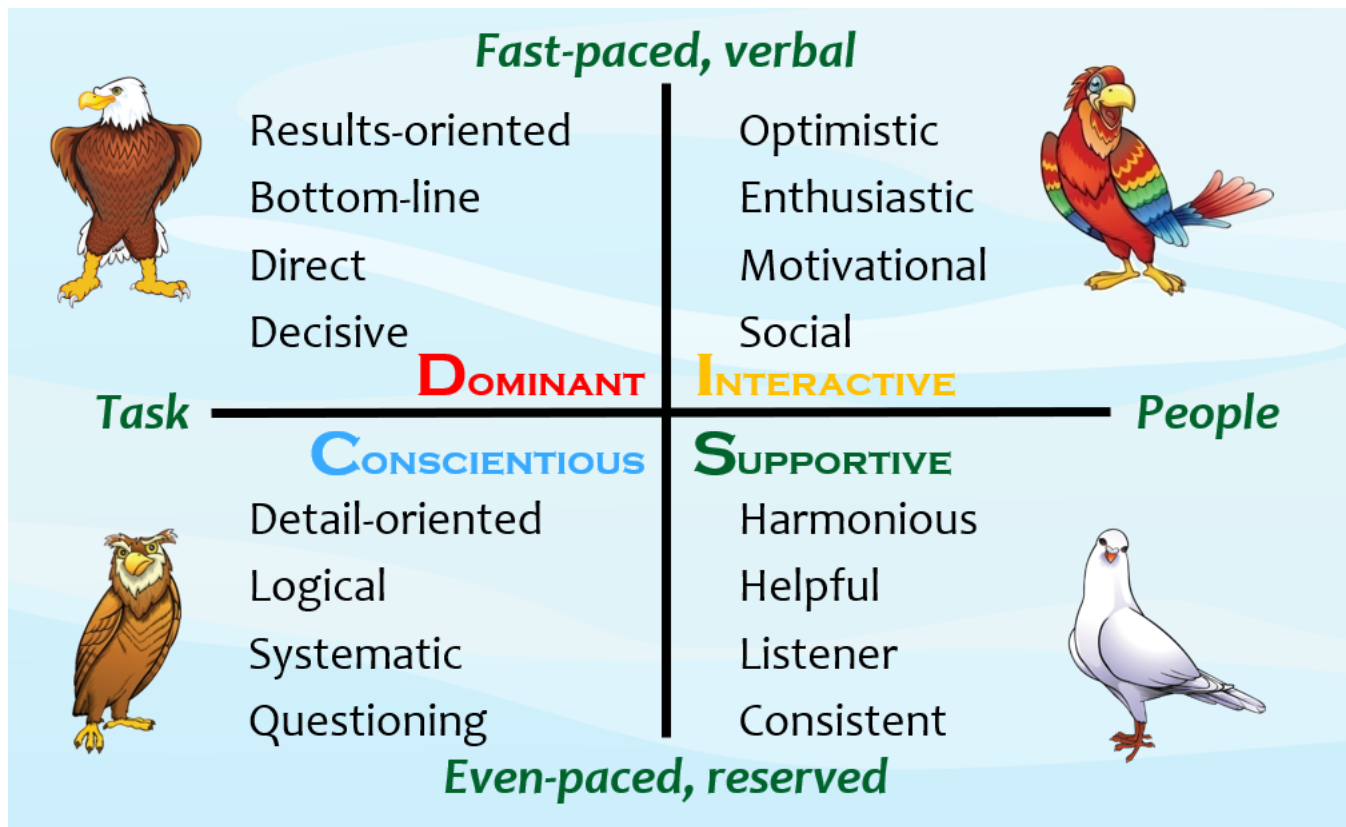 Fast-paced, verbal
Results-oriented
Bottom-line
Direct
Decisive
DOMINANT
Optimistic
Enthusiastic
Motivational
Social
INTERACTIVE
Task
People
CONSCIENTIOUS
Detail-oriented
Logical
Systematic
Questioning
SUPPORTIVE
Harmonious
Helpful
Listener
Consistent
Even-paced, reserved